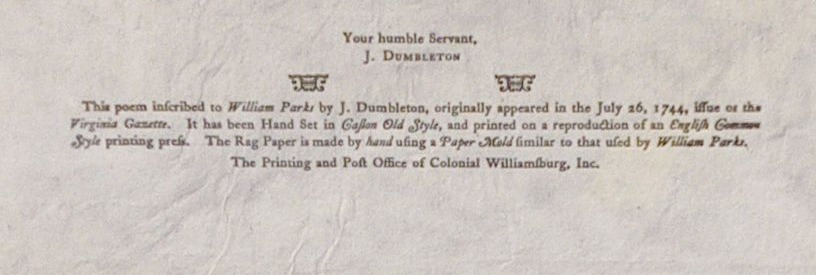 Your humble Servant,
J. DUMBLETON
This poem inſcribed to William Parks by J. Dumbleton, originally appeared in the July 26, 1744, iſſue or the
Virginia Gazette. It has been Hand Set in Caſlon Old Style, and printed on a reproduction of an Engliſh Common
Style printing preſs. The Rag Paper is made by hand uſing a Paper Mold ſimilar to that uſed by William Parks.
The Printing and Poſt Office of Colonial Williamſburg, Inc.